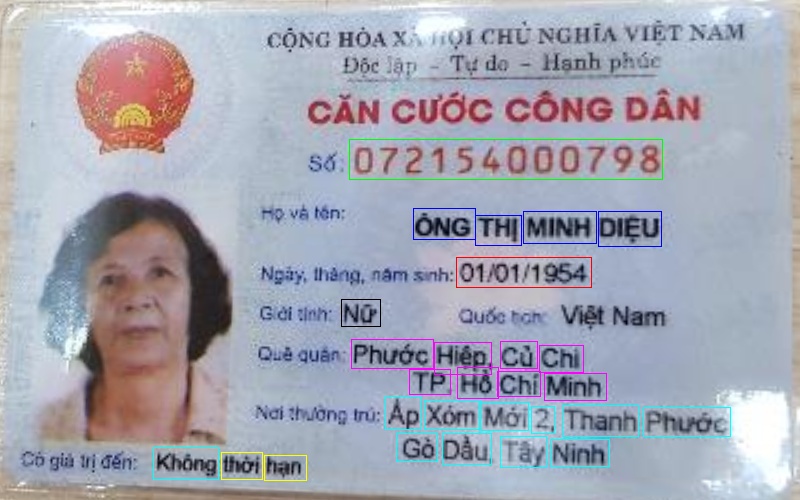 CỘNG HÒA XÃ HỘI CHỦ NGHĨA VIỆT NAM
Độc lập - Tự do - Hạnh phúc
CĂN CƯỚC CÔNG DÂN
Số: 072154000798
Họ và tên: ÔNG THỊ MINH DIỆU
Ngày, tháng, năm sinh: 01/01/1954
Giới tính: Nữ Quốc tịch: Việt Nam
Quê quán: Phước Hiệp, Củ Chi
TP. Hồ Chí Minh
Nơi thường trú: Ấp Xóm Mới 2, Thanh Phước
Gò Dầu, Tây Ninh
Có giá trị đến: Không thời hạn